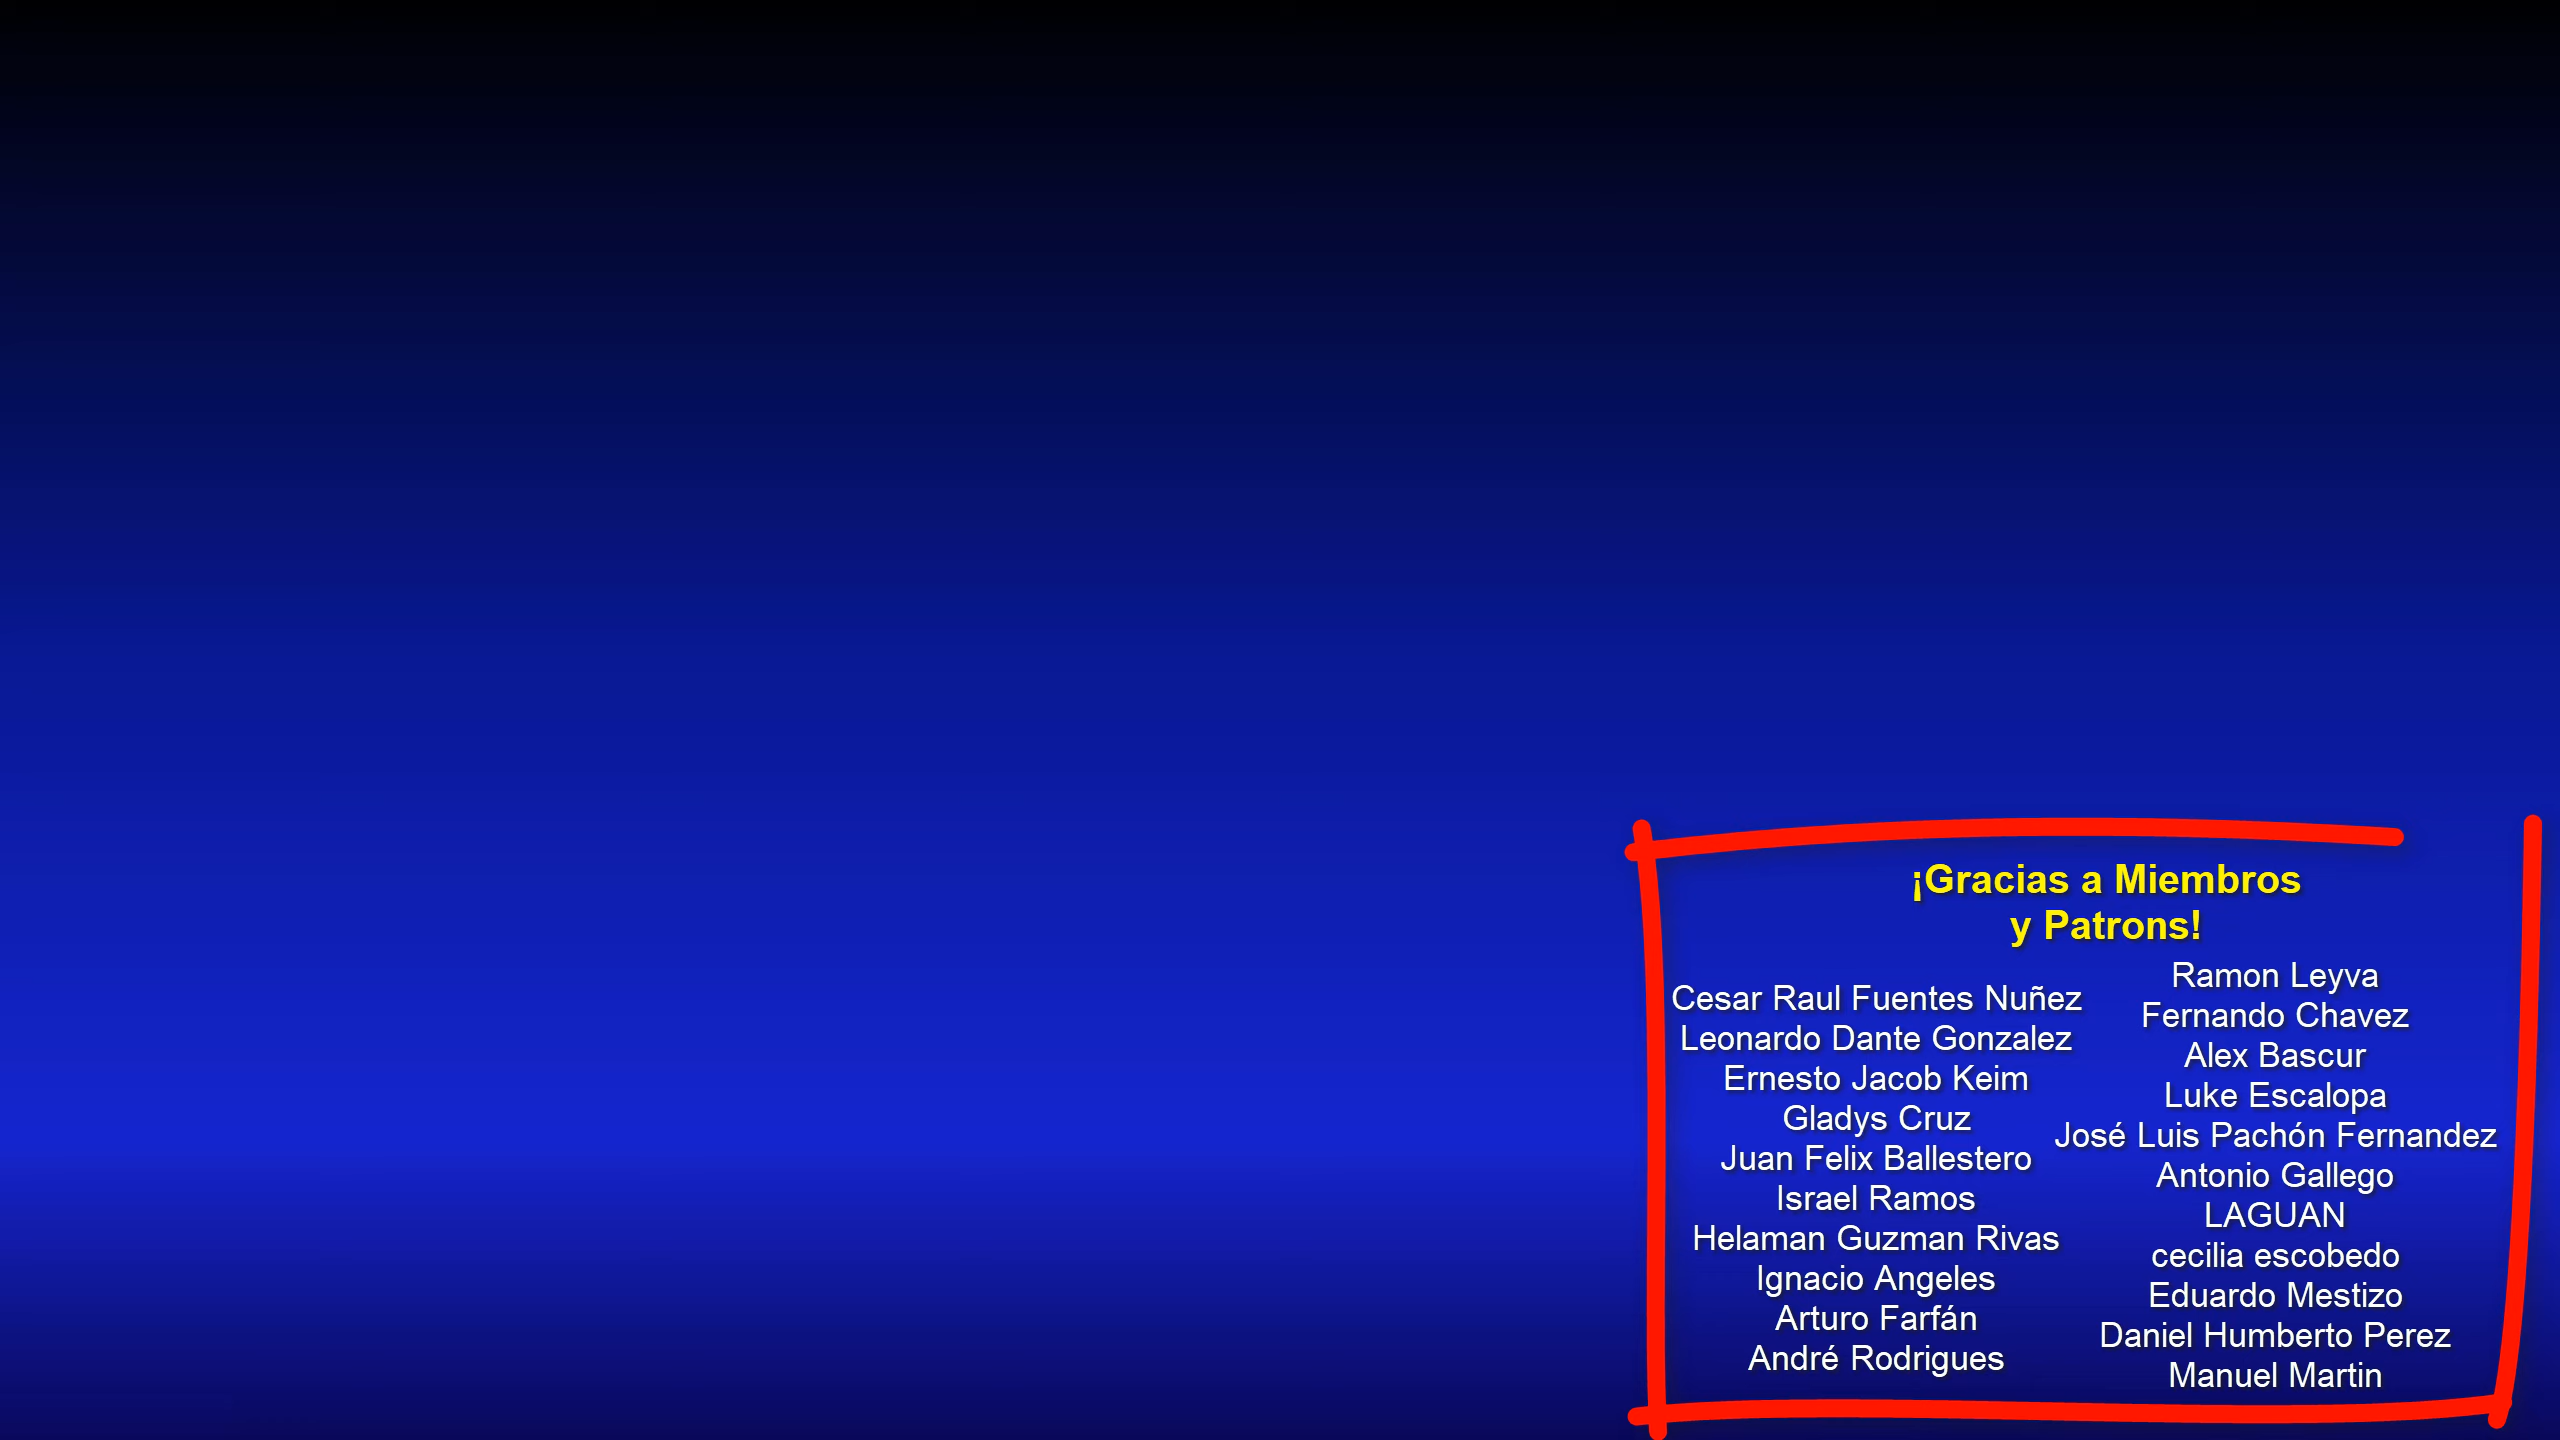 ¡Gracias a Miembros
y Patrons!
Cesar Raul Fuentes Nuñez
Leonardo Dante Gonzalez
Ernesto Jacob Keim
Gladys Cruz
Juan Felix Ballestero
Israel Ramos
Helaman Guzman Rivas
Ignacio Angeles
Arturo Farfán
André Rodrigues
Ramon Leyva
Fernando Chavez
Alex Bascur
Luke Escalopa
José Luis Pachón Fernandez
Antonio Gallego
LAGUAN
cecilia escobedo
Eduardo Mestizo
Daniel Humberto Perez
Manuel Martin